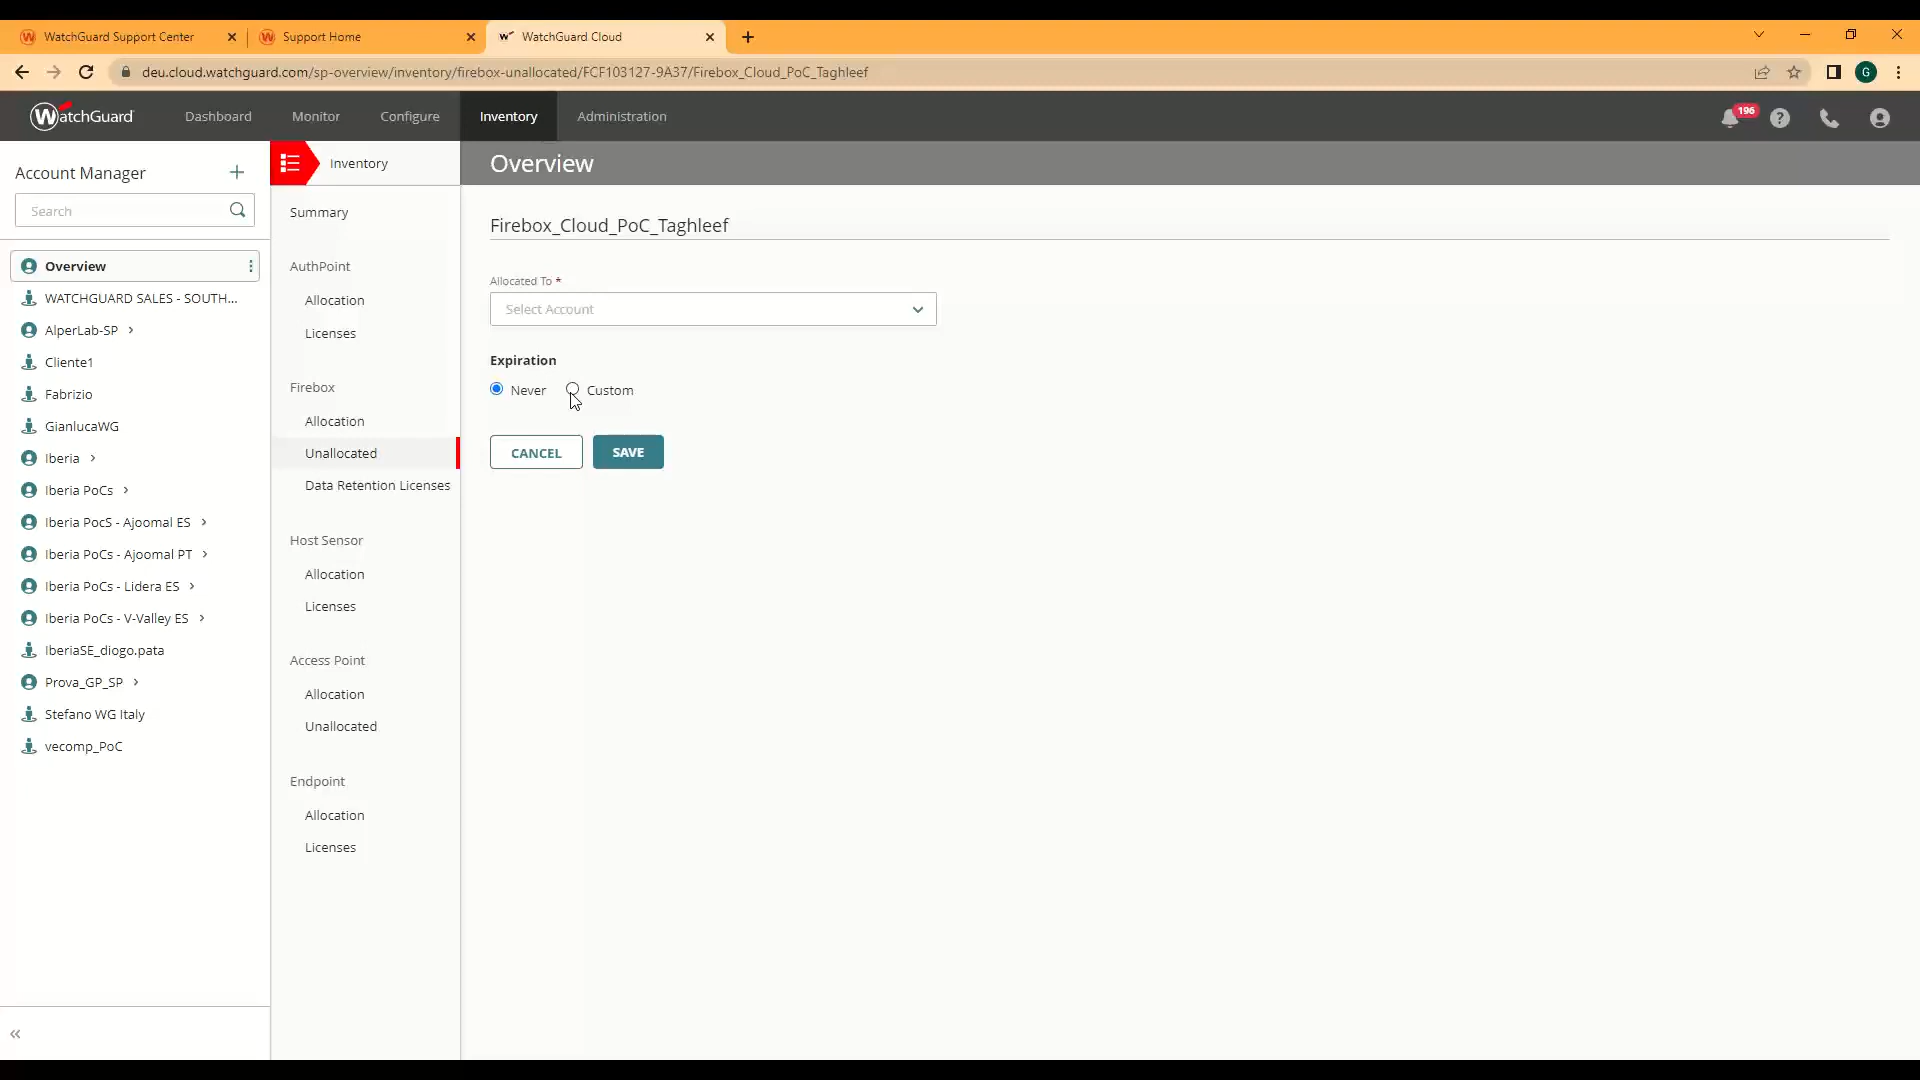 WatchGuard Support Center
Support Home
WatchGuard Cloud
deu.cloud.watchguard.com/sp-overview/inventory/firebox-unallocated/FCF103127-9A37/Firebox_Cloud_PoC_Taghleef
G
WatchGuard
Dashboard
Monitor
Configure
Inventory
Administration
196
Account Manager
Search
Overview
WATCHGUARD SALES - SOUTH...
AlperLab-SP
Cliente1
Fabrizio
GianlucaWG
Iberia
Iberia PoCs
Iberia PocS - Ajoomal ES
Iberia PoCs - Ajoomal PT
Iberia PoCs - Lidera ES
Iberia PoCs - V-Valley ES
IberiaSE_diogo.pata
Prova_GP_SP
Stefano WG Italy
vecomp_PoC
Inventory
Summary
AuthPoint
Allocation
Licenses
Firebox
Allocation
Unallocated
Data Retention Licenses
Host Sensor
Allocation
Licenses
Access Point
Allocation
Unallocated
Endpoint
Allocation
Licenses
Overview
Firebox_Cloud_PoC_Taghleef
Allocated To *
Select Account
Expiration
Never
Custom
CANCEL
SAVE